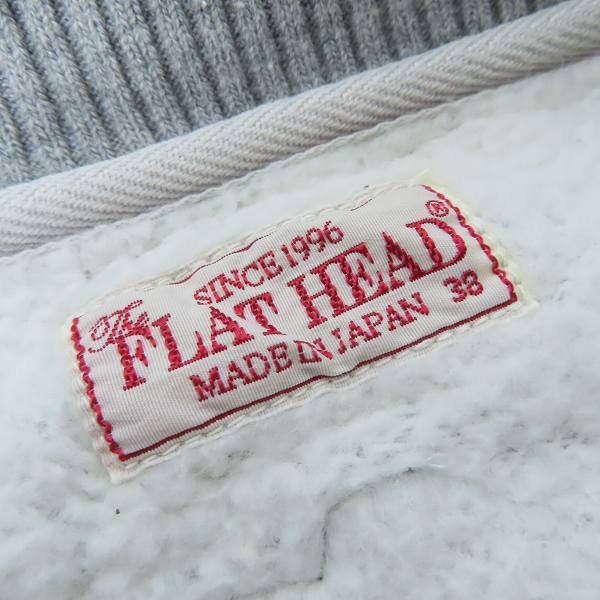 SINCE 1996
The
FLAT HEAD®
MADE IN JAPAN 38